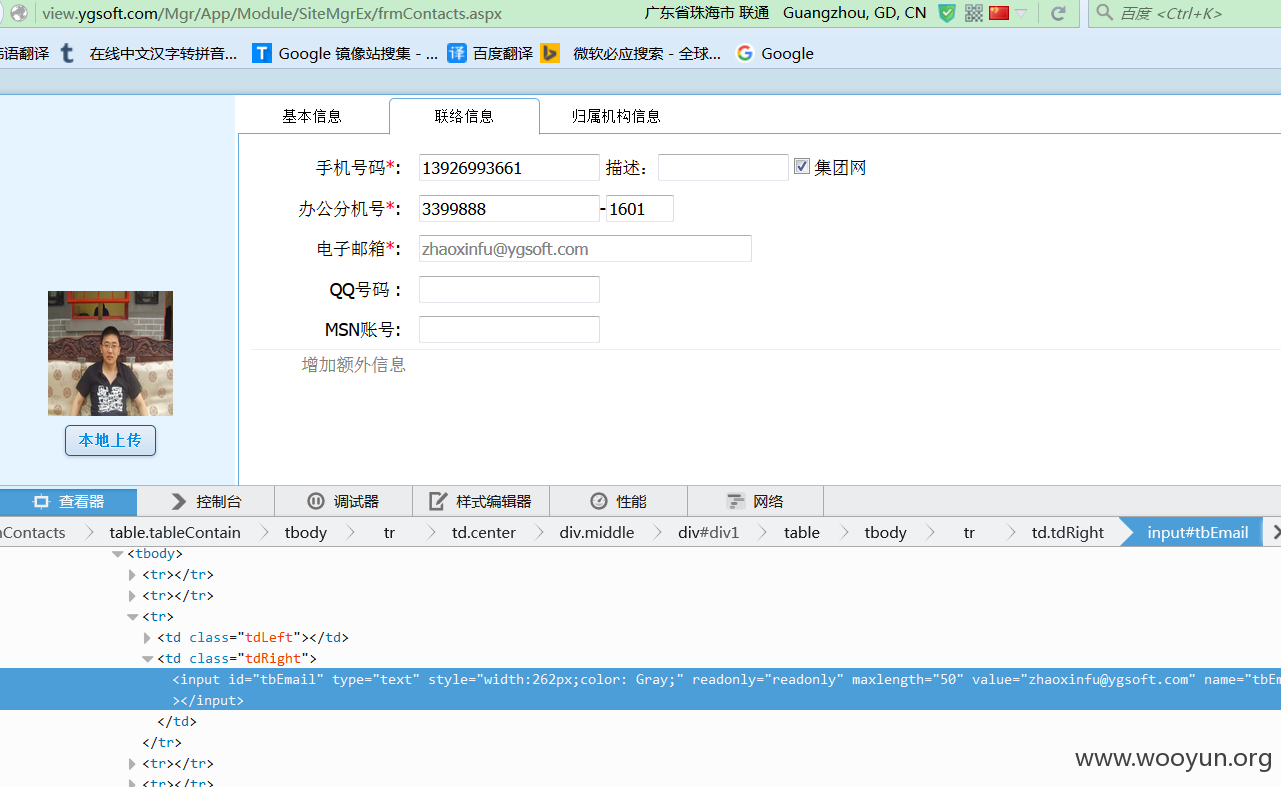 view.ygsoft.com/Mgr/App/Module/SiteMgrEx/frmContacts.aspx 广东省珠海市 联通 Guangzhou, GD, CN 百度 <Ctrl+K>
语翻译 t 在线中文汉字转拼音... T Google 镜像站搜集 - ... 译 百度翻译 微软必应搜索 - 全球... G Google
基本信息 联络信息 归属机构信息
手机号码*: 13926993661 描述: 集团网
办公分机号*: 3399888 - 1601
电子邮箱*: zhaoxinfu@ygsoft.com
QQ号码 :
MSN账号:
增加额外信息
本地上传
查看器 控制台 调试器 样式编辑器 性能 网络
Contacts table.tableContain tbody tr td.center div.middle div#div1 table tbody tr td.tdRight input#tbEmail
<tbody>
<tr></tr>
<tr></tr>
<tr>
<td class="tdLeft"></td>
<td class="tdRight">
<input id="tbEmail" type="text" style="width:262px;color: Gray;" readonly="readonly" maxlength="50" value="zhaoxinfu@ygsoft.com" name="tbEm
></input>
</td>
</tr>
<tr></tr>
<tr></tr>
www.wooyun.org